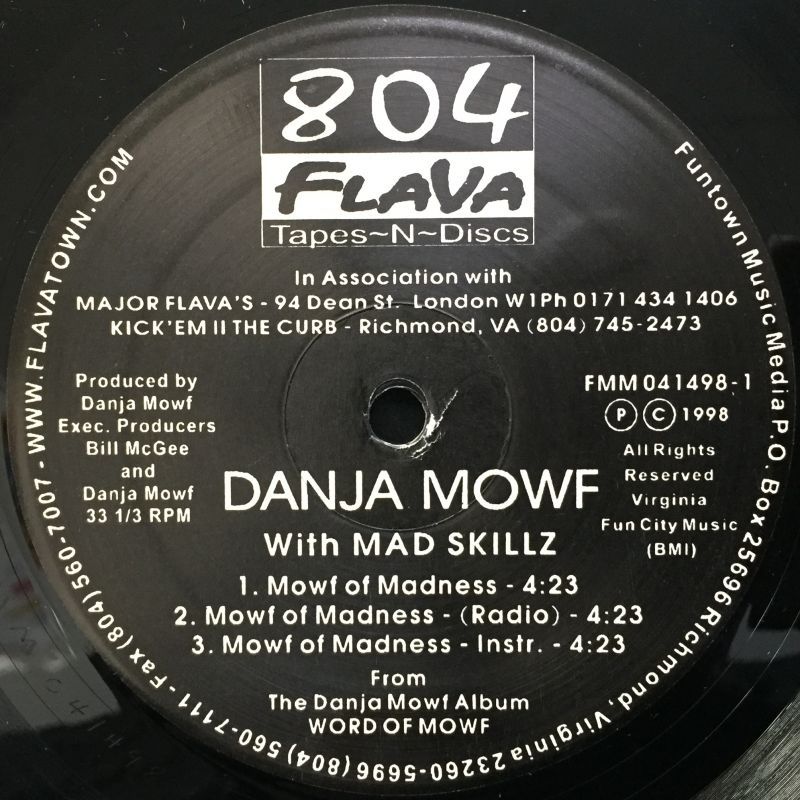 804
FLAVA
Tapes~N~Discs
In Association with
MAJOR FLAVA'S - 94 Dean St. London W1Ph 0171 434 1406
KICK'EM II THE CURB - Richmond, VA (804) 745-2473
Produced by
Danja Mowf
Exec. Producers
Bill McGee
and
Danja Mowf
33 1/3 RPM
FMM 041498-1
P C 1998
All Rights
Reserved
Virginia
Fun City Music
(BMI)
DANJA MOWF
With MAD SKILLZ
1. Mowf of Madness - 4:23
2. Mowf of Madness - (Radio) - 4:23
3. Mowf of Madness - Instr. - 4:23
From
The Danja Mowf Album
WORD OF MOWF
Funtown Music Media P.O. Box 25696 Richmond, Virginia 23260-5696 (804) 560-7111 - Fax (804) 560-7007 - WWW.FLAVATOWN.COM